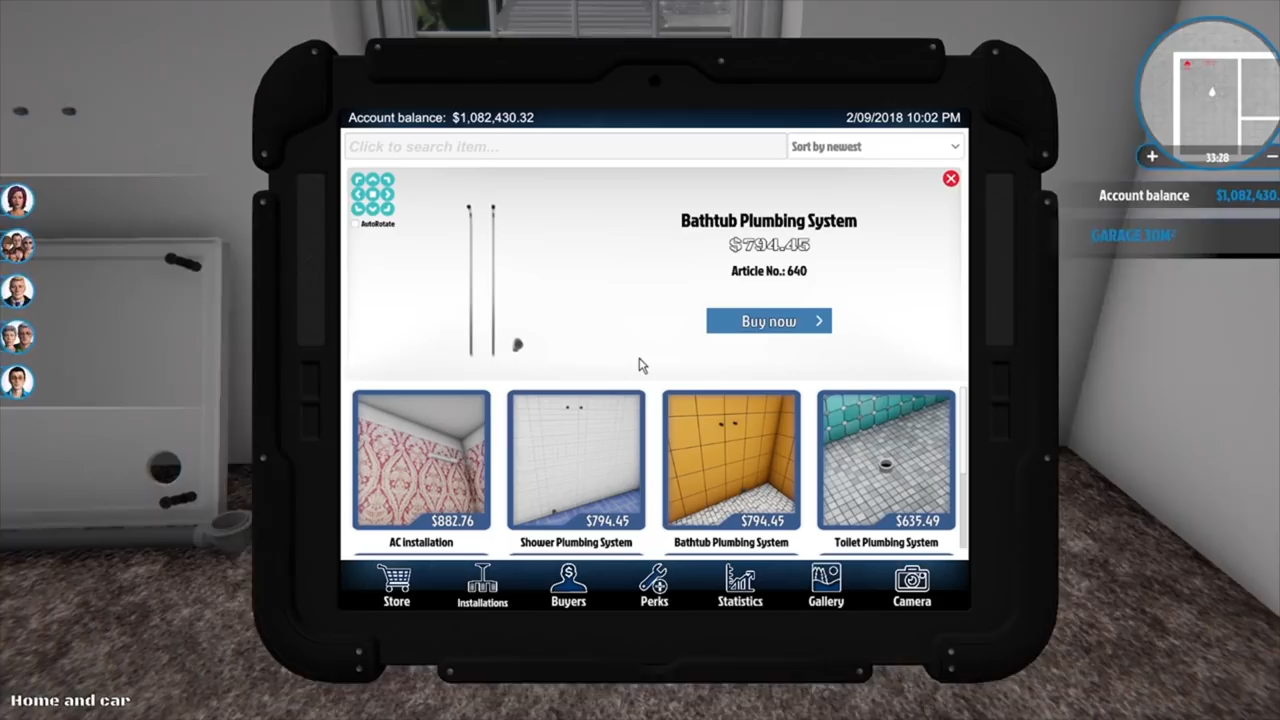 Account balance: $1,082,430.32
2/09/2018 10:02 PM
Click to search item...
Sort by newest
AutoRotate
Bathtub Plumbing System
$794.45
Article No.: 640
Buy now
$882.76
$794.45
$794.45
$635.49
AC installation
Shower Plumbing System
Bathtub Plumbing System
Toilet Plumbing System
Store
Installations
Buyers
Perks
Statistics
Gallery
Camera
33:28
Account balance $1,082,430.
GARAGE 30M²
Home and car